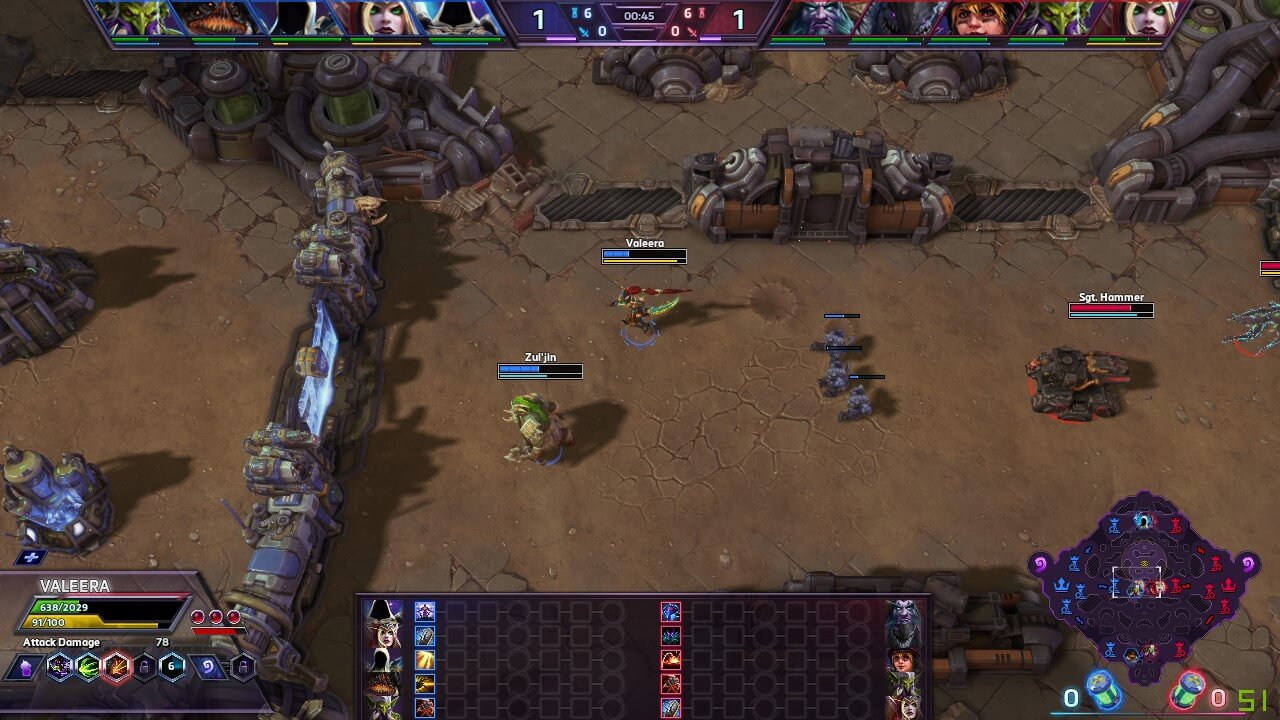 1
6
00:45
6
1
0
0
Valeera
Sgt. Hammer
Zul'jin
VALEERA
638/2029
91/100
Attack Damage 78
6
0
0
51